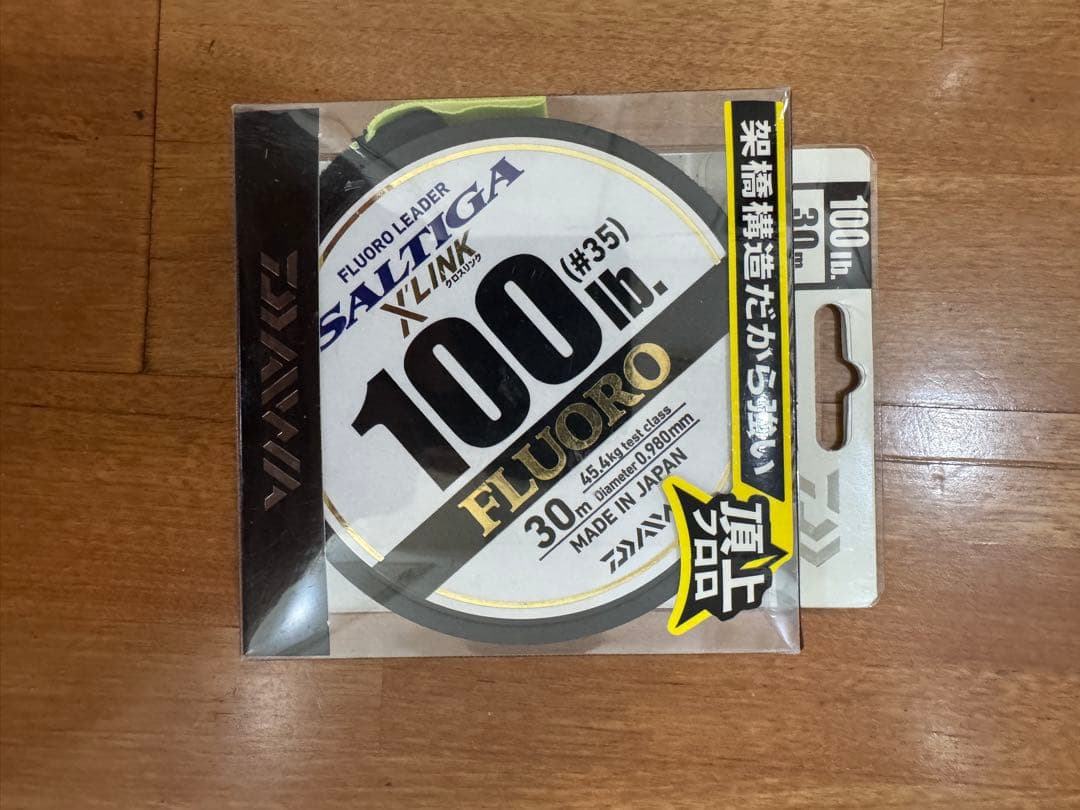 FLUORO LEADER
SALTIGA
X'LINK
クロスリンク
100lb.
(#35)
FLUORO
30m
45.4kg test class
Diameter 0.980mm
MADE IN JAPAN
DAIWA
架橋構造だから強い
頂上
フロロ
100lb.
30m
DAIWA